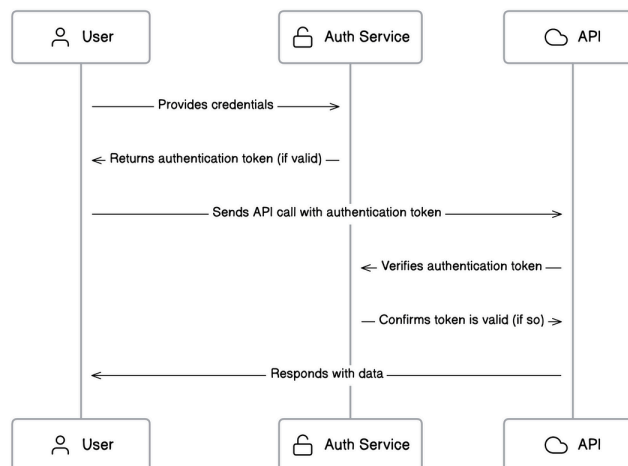 User
Auth Service
API
Provides credentials
Returns authentication token (if valid)
Sends API call with authentication token
Verifies authentication token
Confirms token is valid (if so)
Responds with data
User
Auth Service
API